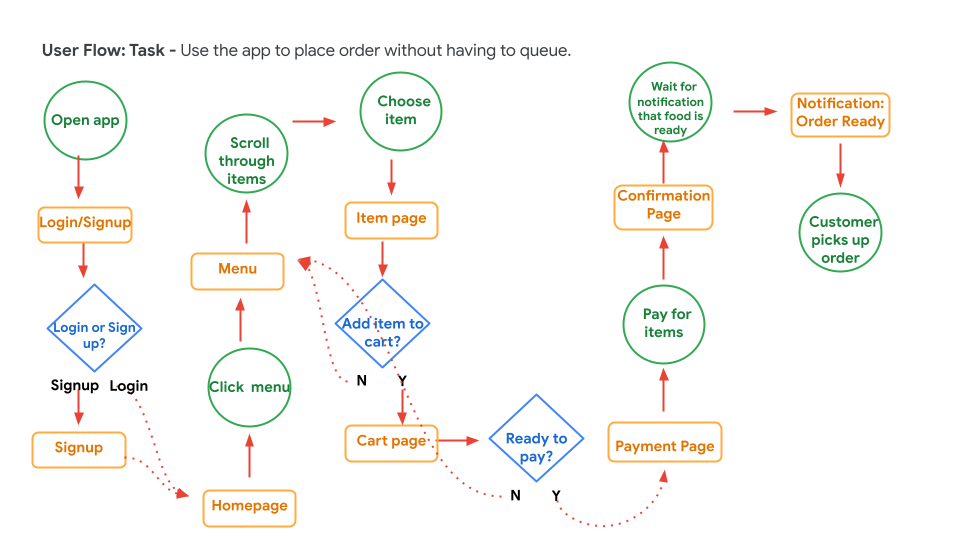 User Flow: Task - Use the app to place order without having to queue.
Open app
Login/Signup
Login or Sign
up?
Signup
Login
Signup
Homepage
Click menu
Menu
Scroll
through
items
Choose
item
Item page
Add item to
cart?
N
Y
Cart page
Ready to
pay?
N
Y
Payment Page
Pay for
items
Confirmation
Page
Wait for
notification
that food is
ready
Notification:
Order Ready
Customer
picks up
order